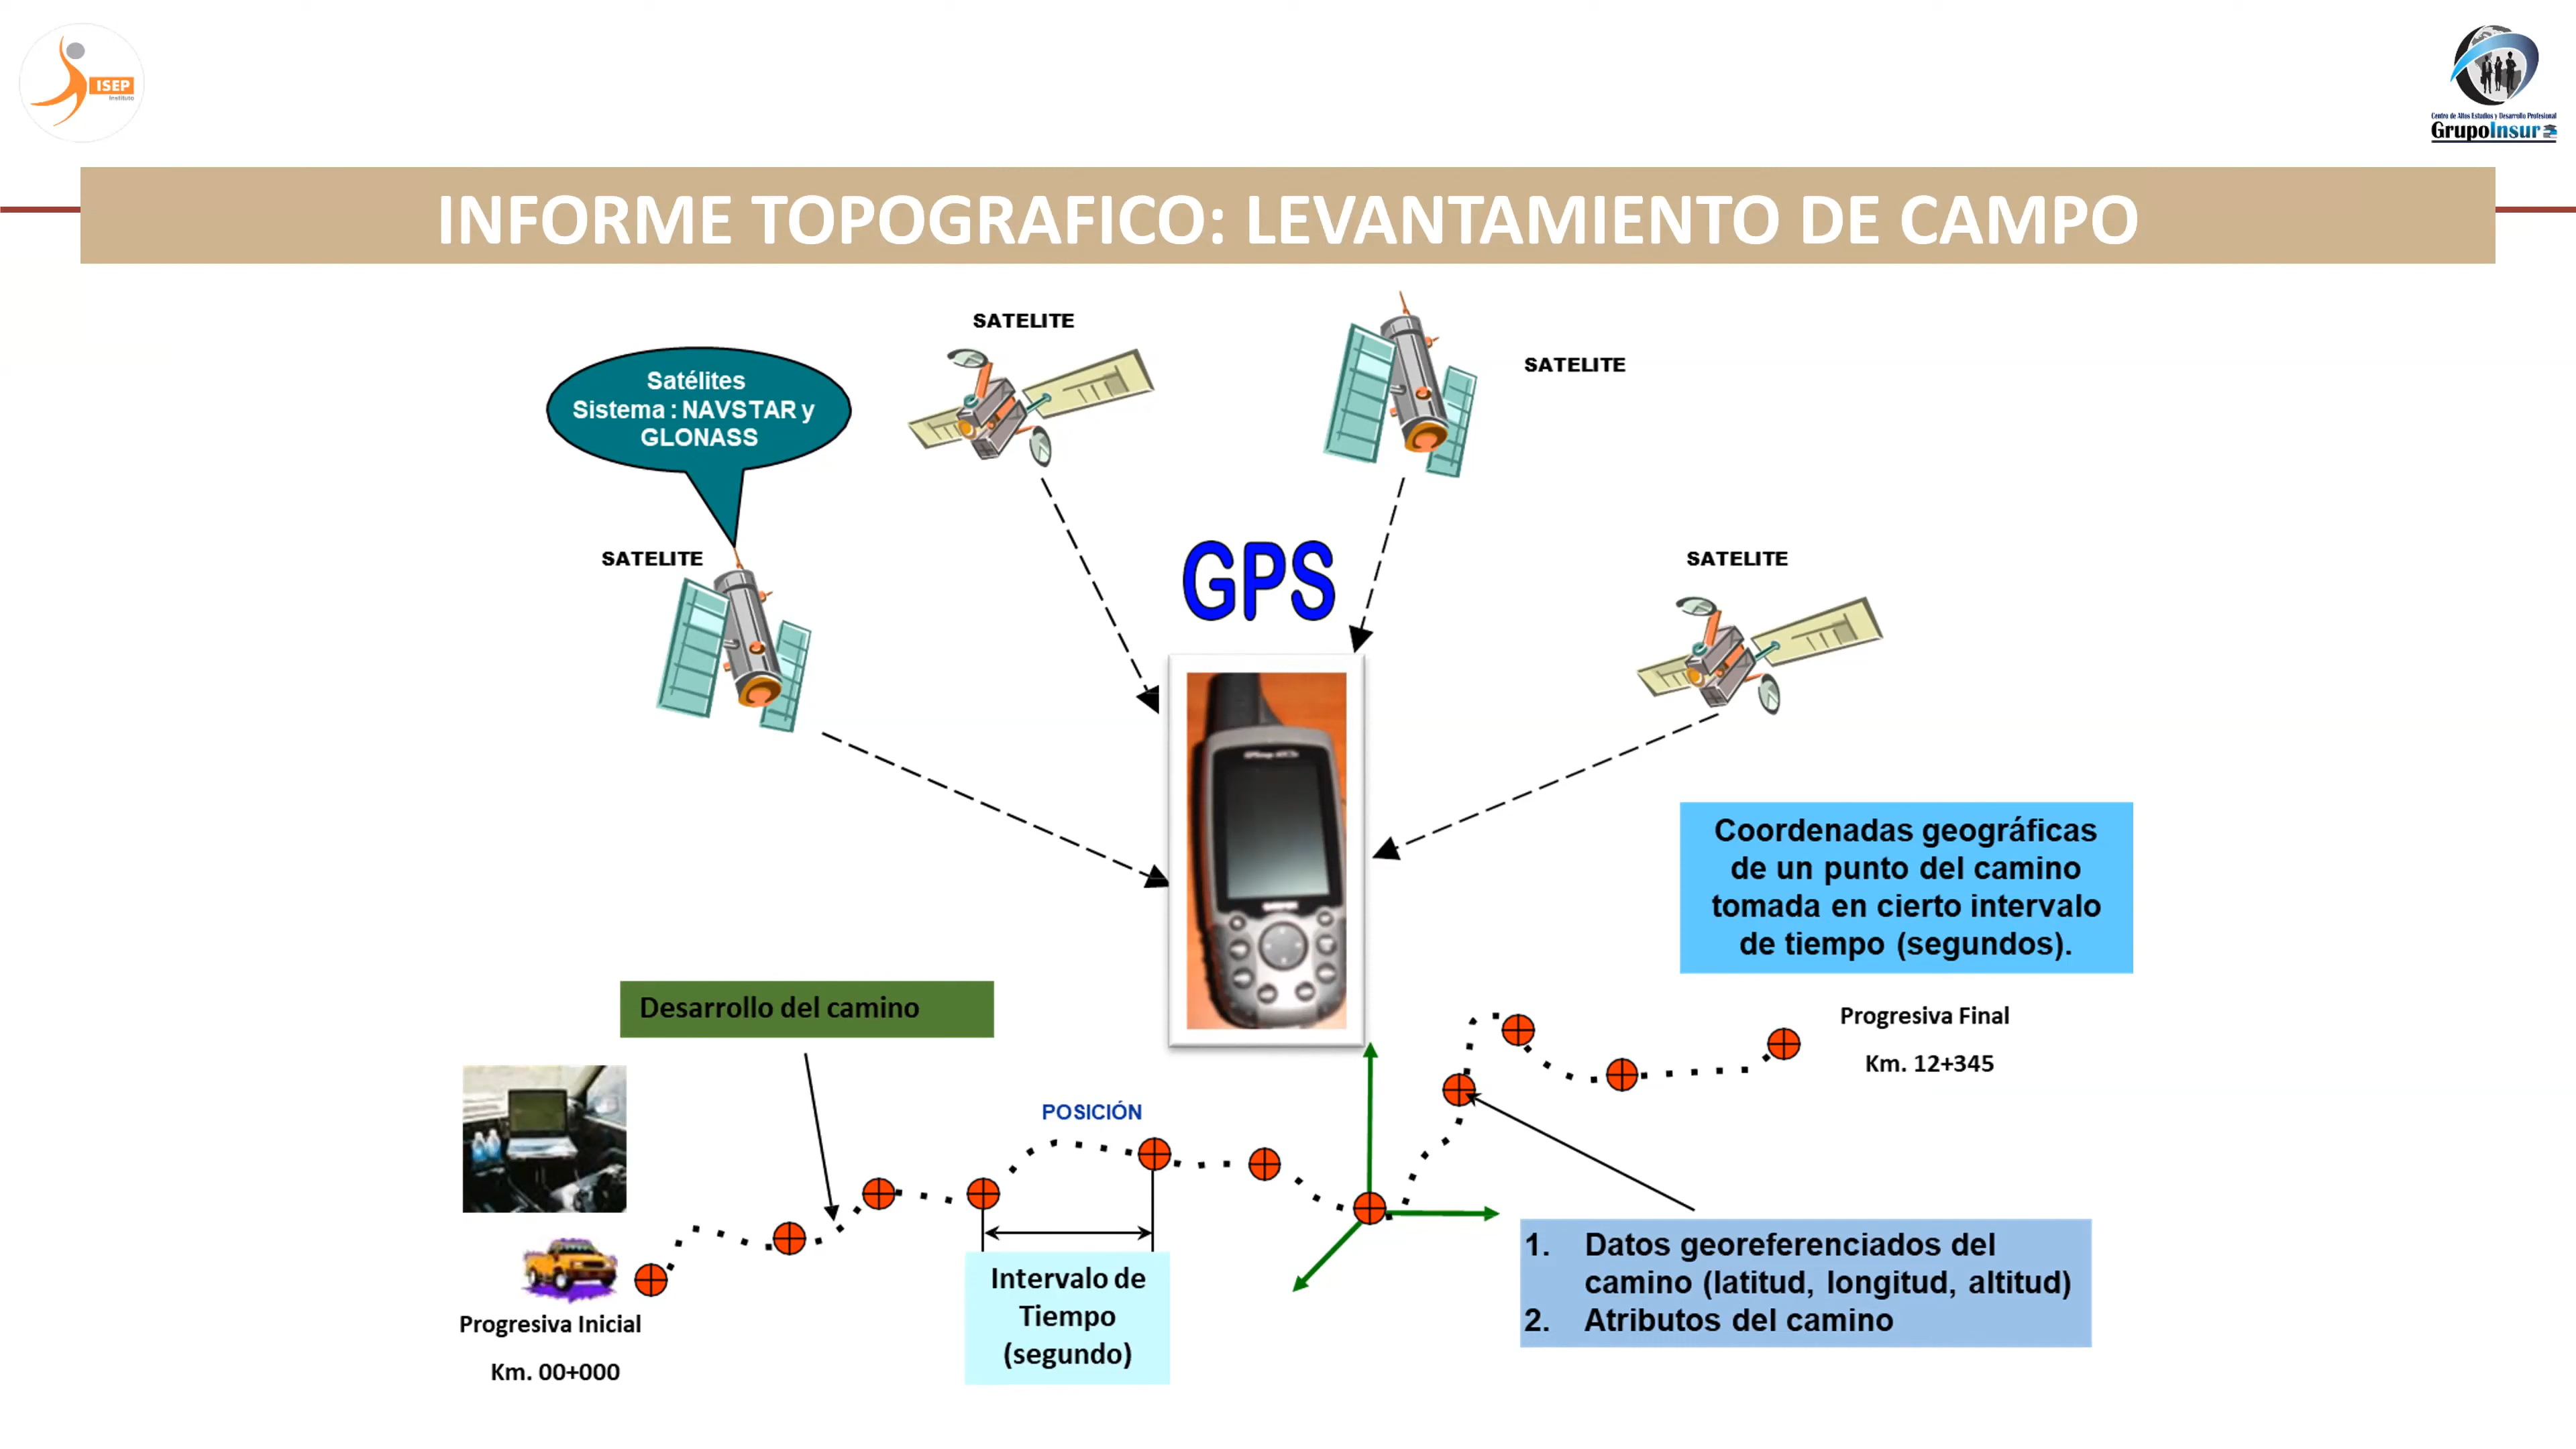 ISEP
Instituto
Centro de Altos Estudios y Desarrollo Profesional
GrupoInsur
INFORME TOPOGRAFICO: LEVANTAMIENTO DE CAMPO
SATELITE
SATELITE
Satélites
Sistema : NAVSTAR y
GLONASS
SATELITE
GPS
SATELITE
Coordenadas geográficas
de un punto del camino
tomada en cierto intervalo
de tiempo (segundos).
Desarrollo del camino
Progresiva Final
Km. 12+345
POSICIÓN
Intervalo de
Tiempo
(segundo)
1. Datos georeferenciados del
camino (latitud, longitud, altitud)
2. Atributos del camino
Progresiva Inicial
Km. 00+000